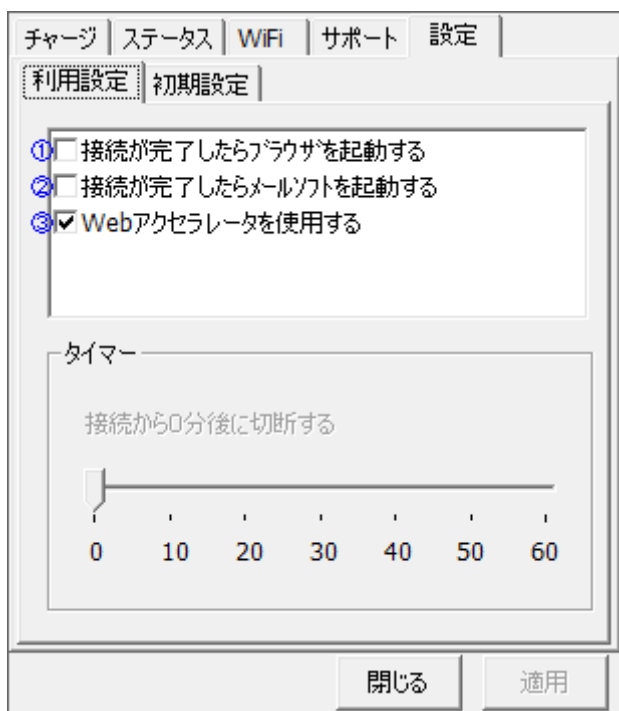 チャージ ステータス WiFi サポート 設定
利用設定 初期設定
①接続が完了したらブラウザを起動する
②接続が完了したらメールソフトを起動する
③Webアクセラレータを使用する
タイマー
接続から0分後に切断する
0 10 20 30 40 50 60
閉じる 適用